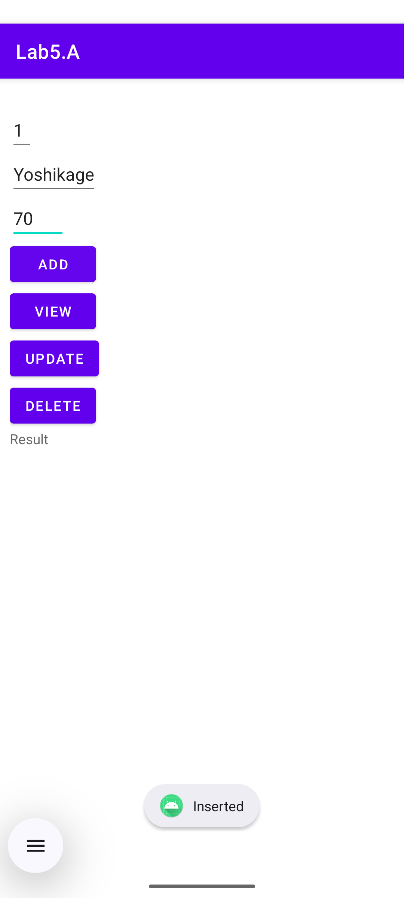 Lab5.A
1
Yoshikage
70
ADD
VIEW
UPDATE
DELETE
Result
Inserted